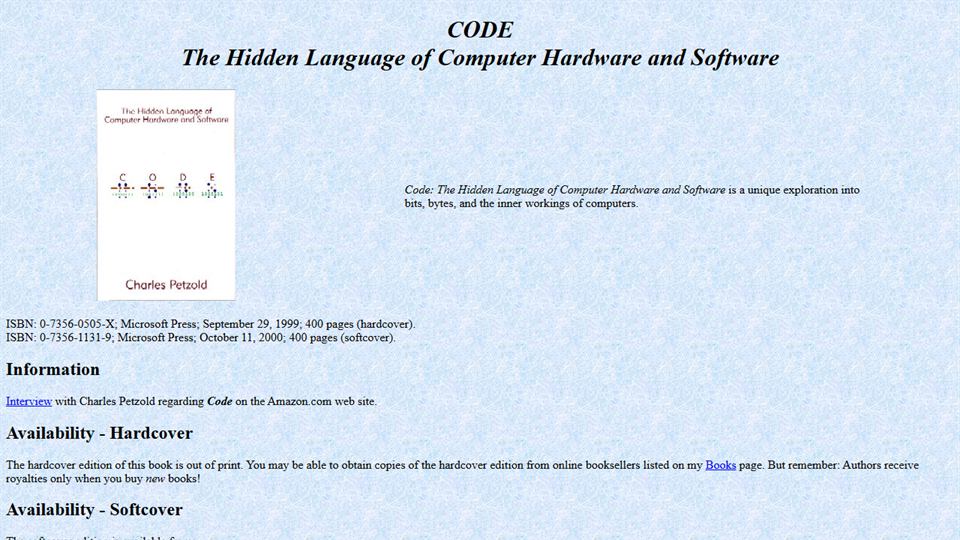 CODE
The Hidden Language of Computer Hardware and Software
The Hidden Language of
Computer Hardware and Software
C O D E
Charles Petzold
Code: The Hidden Language of Computer Hardware and Software is a unique exploration into
bits, bytes, and the inner workings of computers.
ISBN: 0-7356-0505-X; Microsoft Press; September 29, 1999; 400 pages (hardcover).
ISBN: 0-7356-1131-9; Microsoft Press; October 11, 2000; 400 pages (softcover).
Information
Interview with Charles Petzold regarding Code on the Amazon.com web site.
Availability - Hardcover
The hardcover edition of this book is out of print. You may be able to obtain copies of the hardcover edition from online booksellers listed on my Books page. But remember: Authors receive
royalties only when you buy new books!
Availability - Softcover